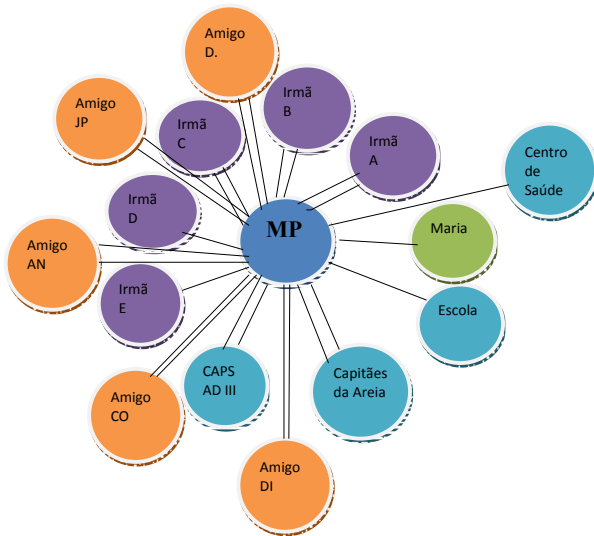 Amigo
D.
Irmã
B
Amigo
JP
Irmã
C
Irmã
A
Centro
de
Saúde
Irmã
D
MP
Maria
Amigo
AN
Irmã
E
Escola
CAPS
AD III
Capitães
da Areia
Amigo
CO
Amigo
DI